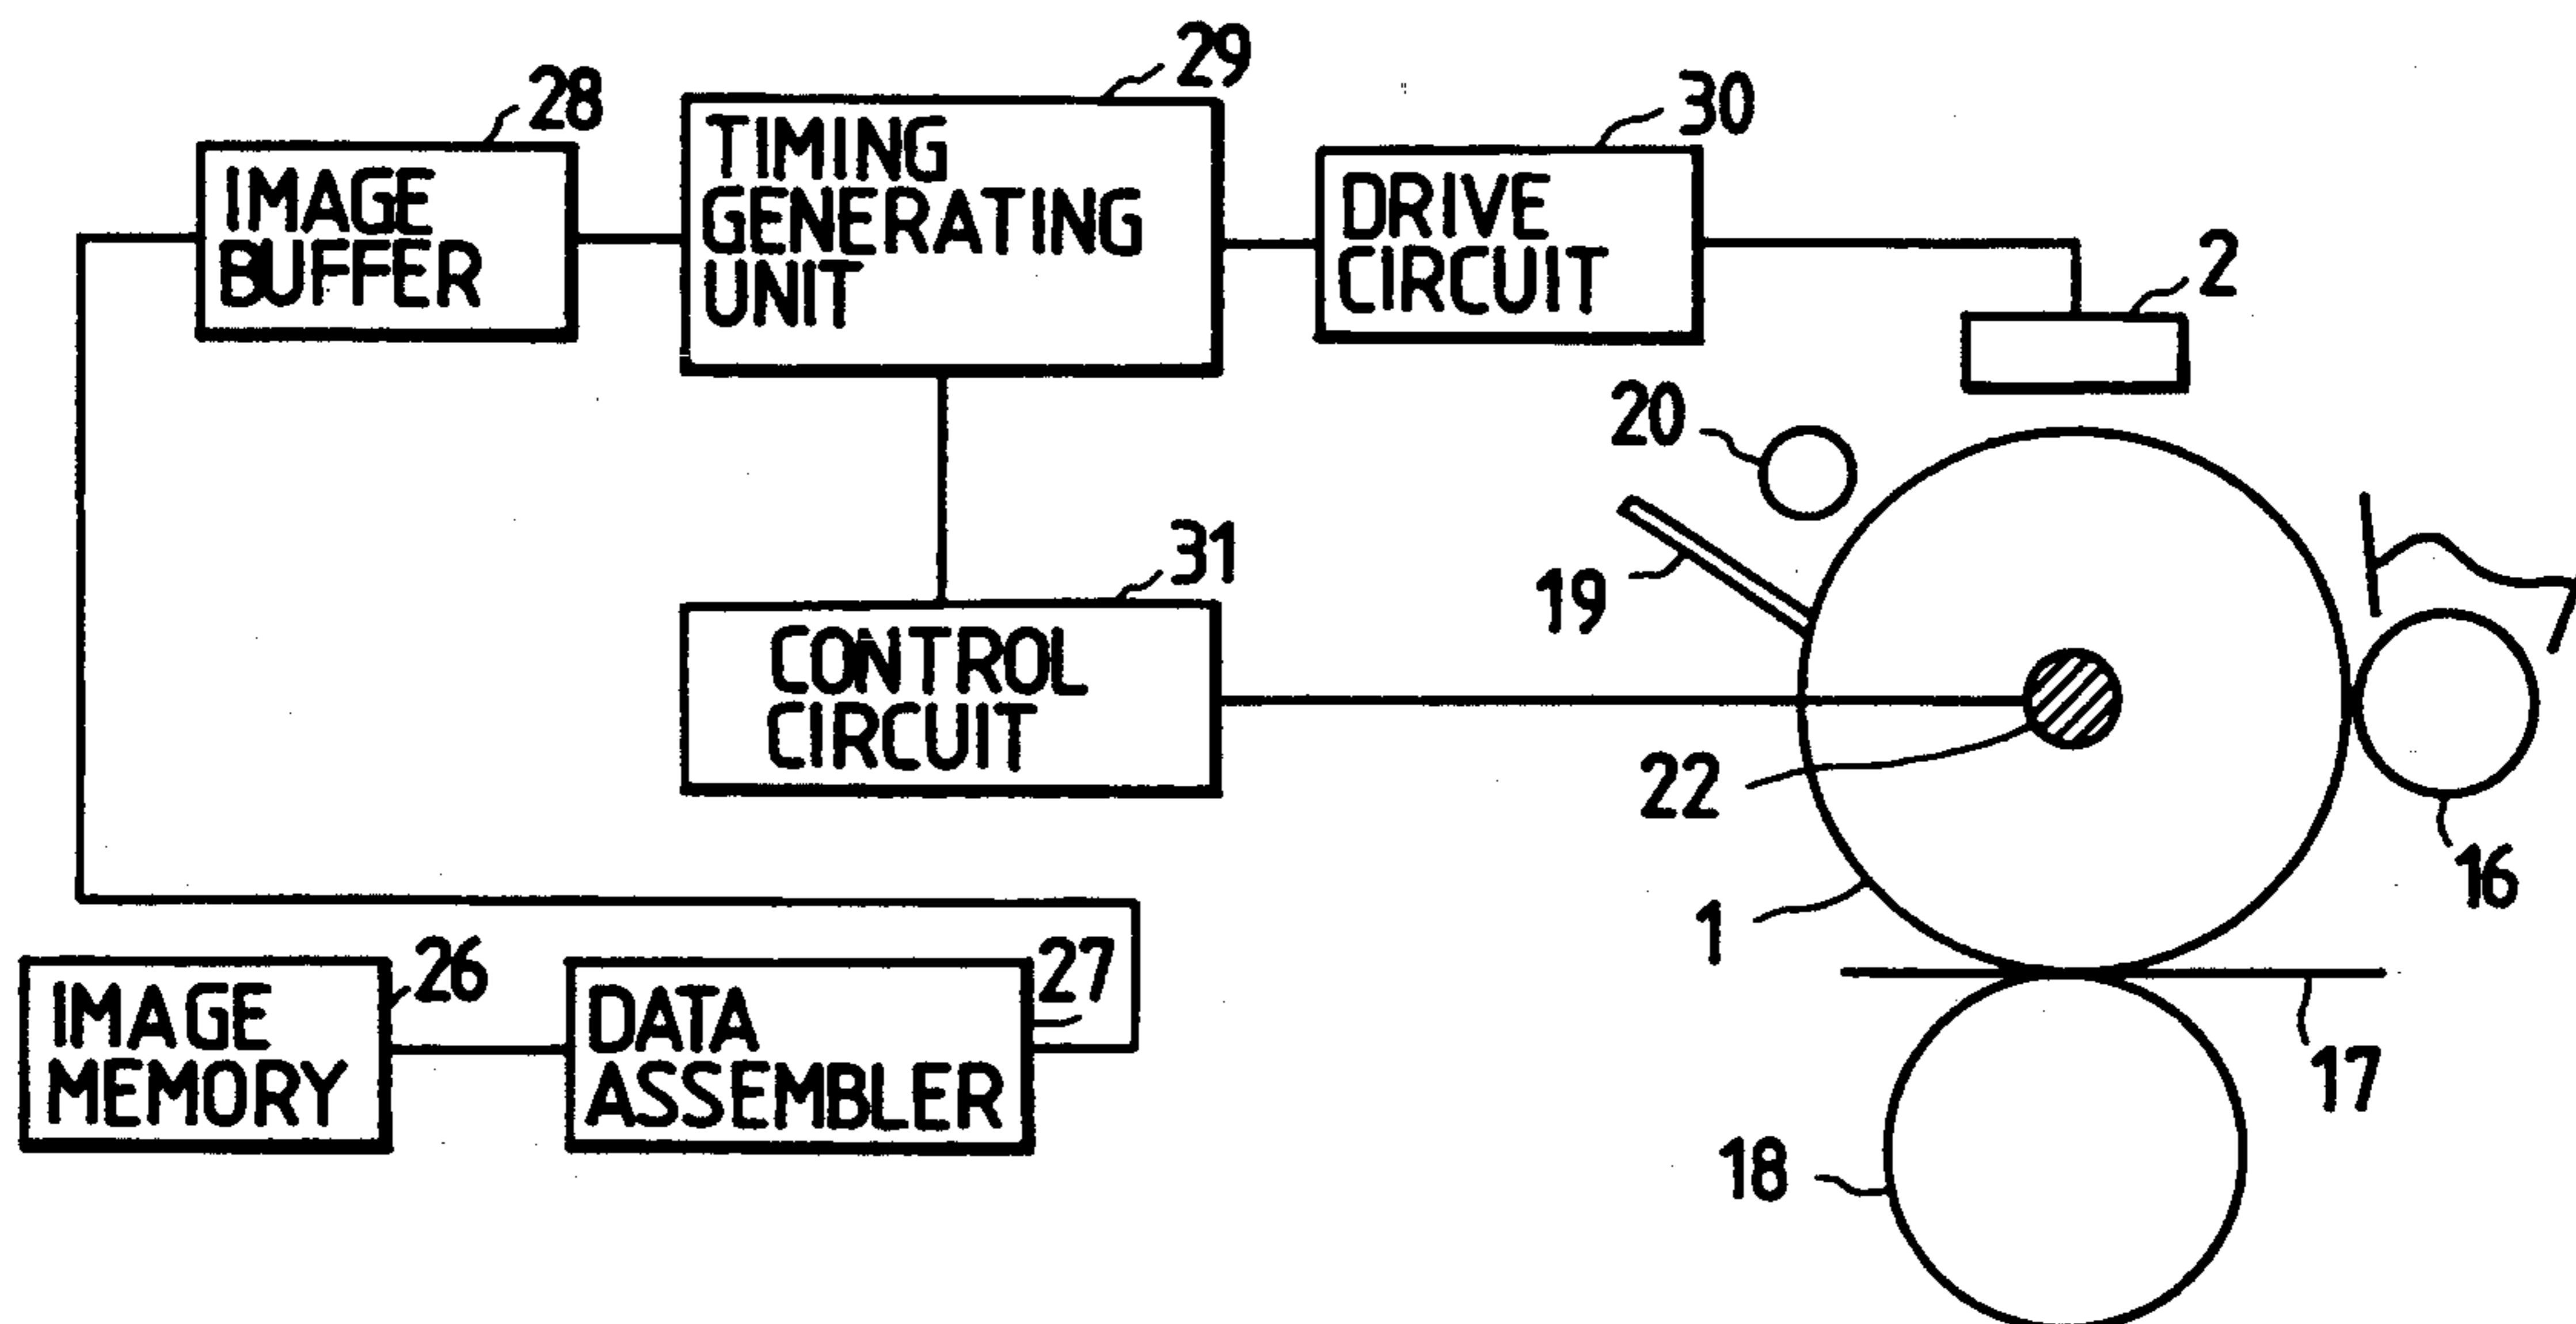 28
IMAGE
BUFFER
29
TIMING
GENERATING
UNIT
30
DRIVE
CIRCUIT
2
20
19
31
CONTROL
CIRCUIT
22
16
1
26
IMAGE
MEMORY
27
DATA
ASSEMBLER
17
18